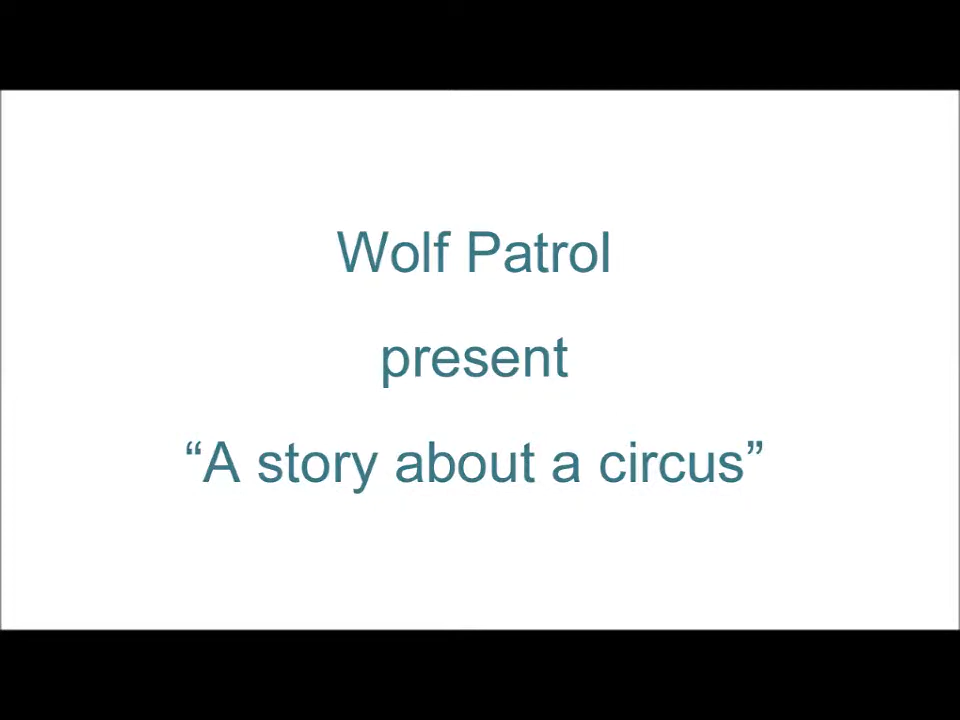 Wolf Patrol
present
“A story about a circus”